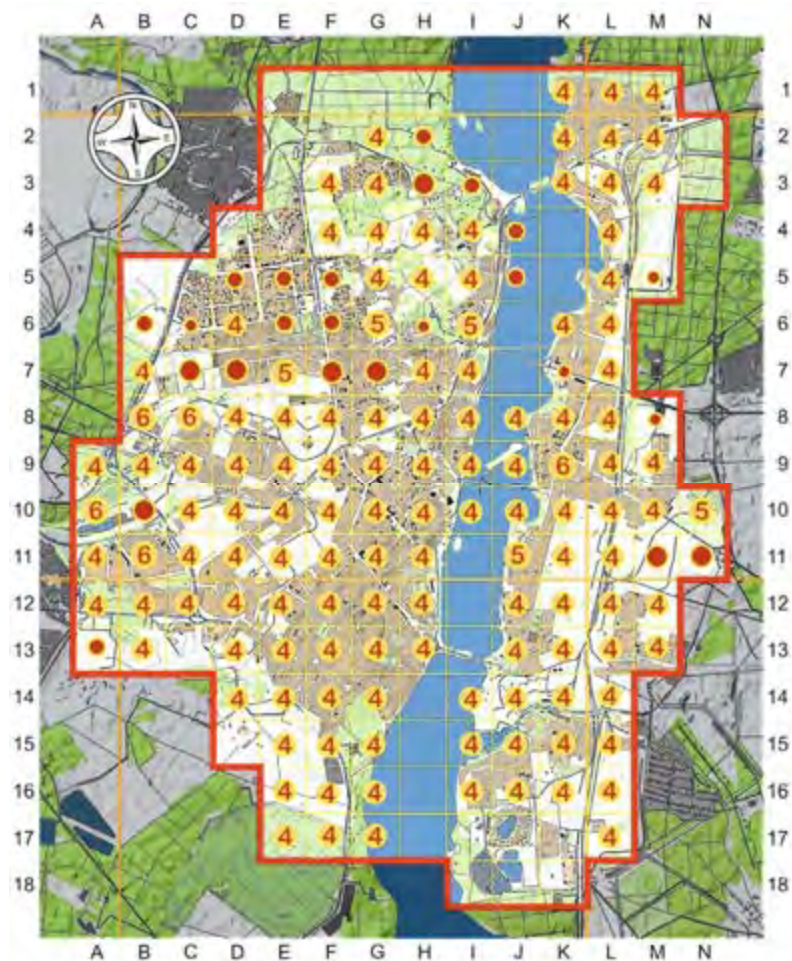 A B C D E F G H I J K L M N
1 4 4 4 1
N
2 4 4 4 4 2
W E
S
3 4 4 4 4 4 3
4 4 4 4 4 4 4
5 4 4 4 4 5
6 4 5 5 4 4 6
7 4 5 4 4 4 7
8 6 6 4 4 4 4 4 4 4 4 4 8
9 4 4 4 4 4 4 4 4 4 4 6 4 4 9
10 6 4 4 4 4 4 4 4 4 4 4 4 5 10
11 4 6 4 4 4 4 4 4 5 4 4 11
12 4 4 4 4 4 4 4 4 4 4 4 4 12
13 4 4 4 4 4 4 4 4 4 4 13
14 4 4 4 4 4 4 4 4 14
15 4 4 4 4 4 4 4 15
16 4 4 4 4 4 4 4 16
17 4 4 4 4 17
18 18
A B C D E F G H I J K L M N